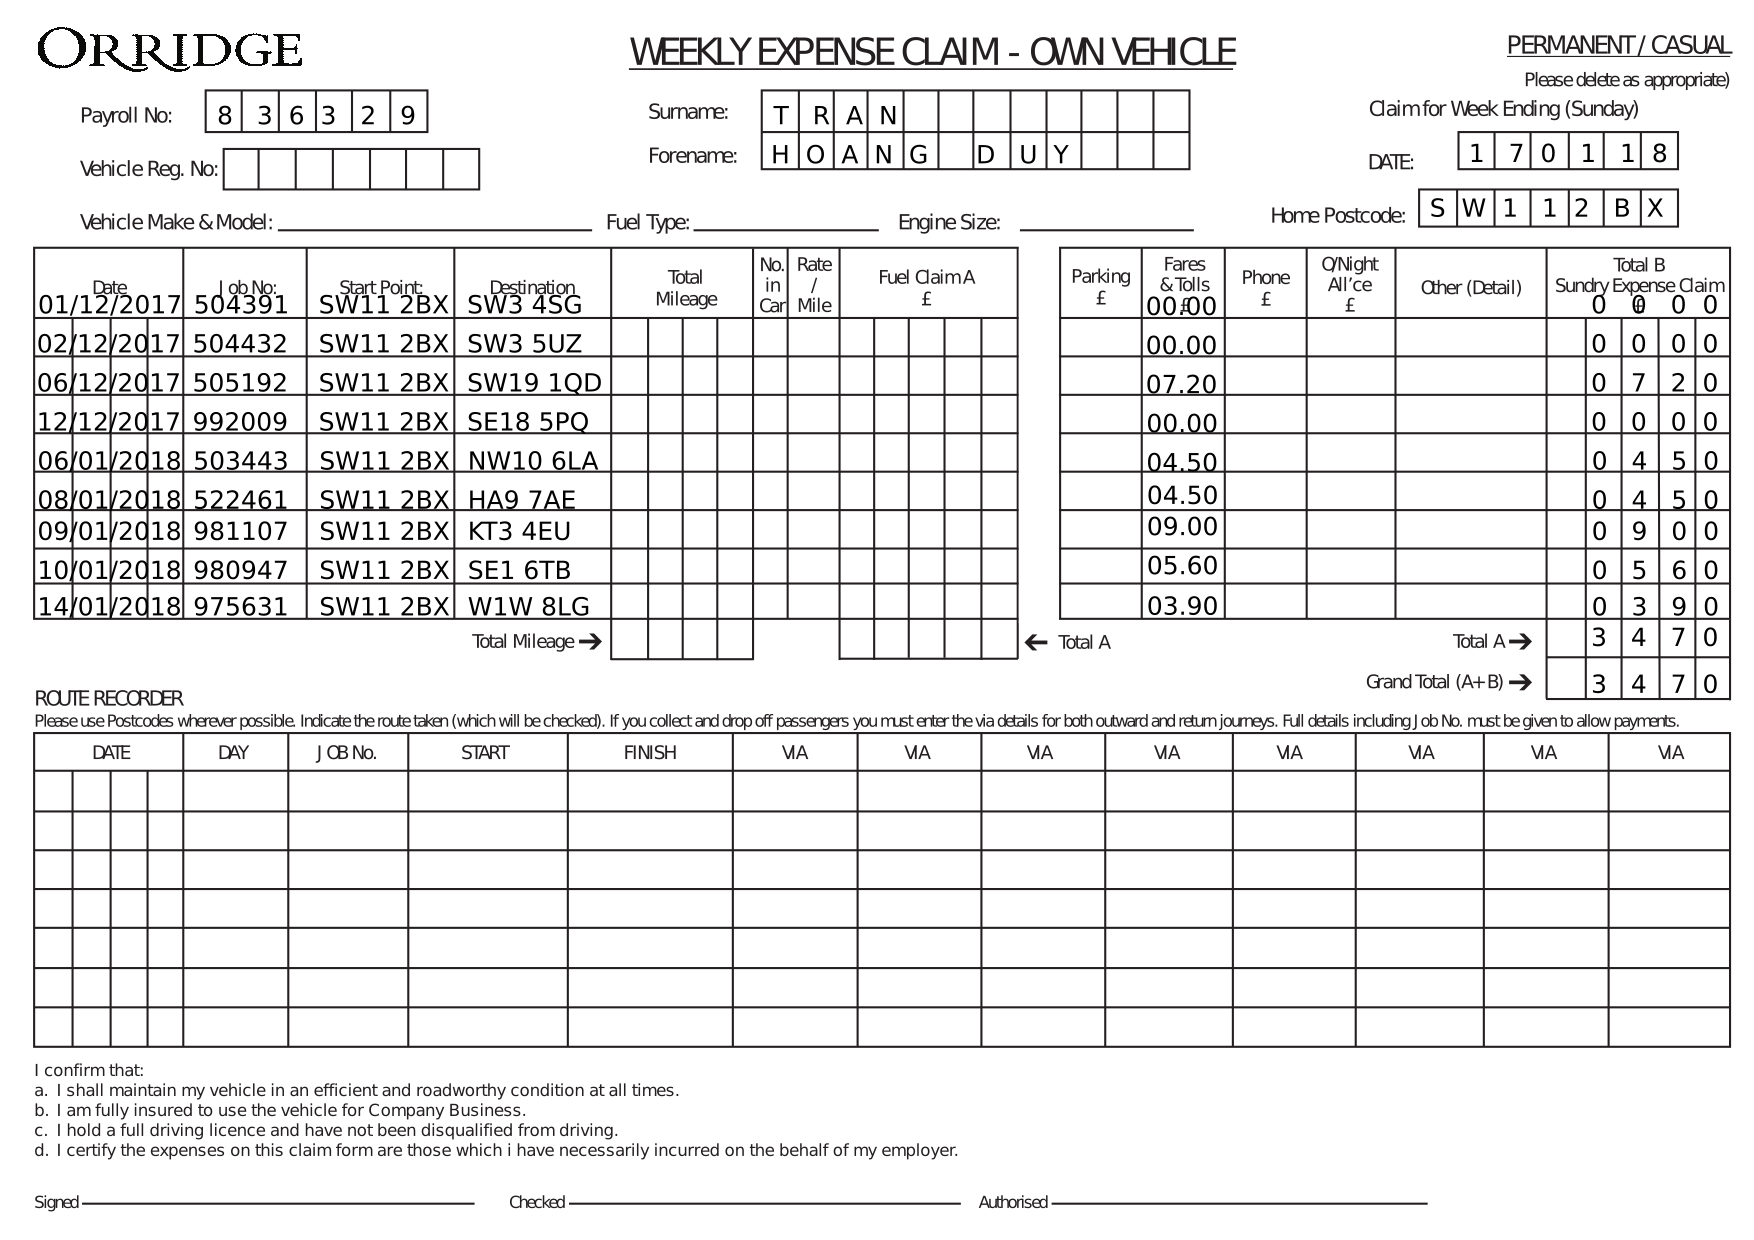 ORRIDGE
WEEKLY EXPENSE CLAIM - OWN VEHICLE
PERMANENT / CASUAL
Please delete as appropriate)
Payroll No: 8 3 6 3 2 9
Surname: T R A N
Claim for Week Ending (Sunday)
Forename: H O A N G D U Y
DATE: 1 7 0 1 1 8
Vehicle Reg. No:
Home Postcode: S W 1 1 2 B X
Vehicle Make & Model: Fuel Type: Engine Size:
Date Job No: Start Point: Destination Total Mileage No. in Car Rate / Mile Fuel Claim A £ Parking £ Fares & Tolls £ Phone £ O/Night All'ce £ Other (Detail) Total B Sundry Expense Claim £
01/12/2017 504391 SW11 2BX SW3 4SG 00.00 0 0 0 0
02/12/2017 504432 SW11 2BX SW3 5UZ 00.00 0 0 0 0
06/12/2017 505192 SW11 2BX SW19 1QD 07.20 0 7 2 0
12/12/2017 992009 SW11 2BX SE18 5PQ 00.00 0 0 0 0
06/01/2018 503443 SW11 2BX NW10 6LA 04.50 0 4 5 0
08/01/2018 522461 SW11 2BX HA9 7AE 04.50 0 4 5 0
09/01/2018 981107 SW11 2BX KT3 4EU 09.00 0 9 0 0
10/01/2018 980947 SW11 2BX SE1 6TB 05.60 0 5 6 0
14/01/2018 975631 SW11 2BX W1W 8LG 03.90 0 3 9 0
Total Mileage → ← Total A Total A → 3 4 7 0
Grand Total (A+ B) → 3 4 7 0
ROUTE RECORDER
Please use Postcodes wherever possible. Indicate the route taken (which will be checked). If you collect and drop off passengers you must enter the via details for both outward and return journeys. Full details including Job No. must be given to allow payments.
DATE DAY JOB No. START FINISH VIA VIA VIA VIA VIA VIA VIA VIA
I confirm that:
a. I shall maintain my vehicle in an efficient and roadworthy condition at all times.
b. I am fully insured to use the vehicle for Company Business.
c. I hold a full driving licence and have not been disqualified from driving.
d. I certify the expenses on this claim form are those which i have necessarily incurred on the behalf of my employer.
Signed Checked Authorised